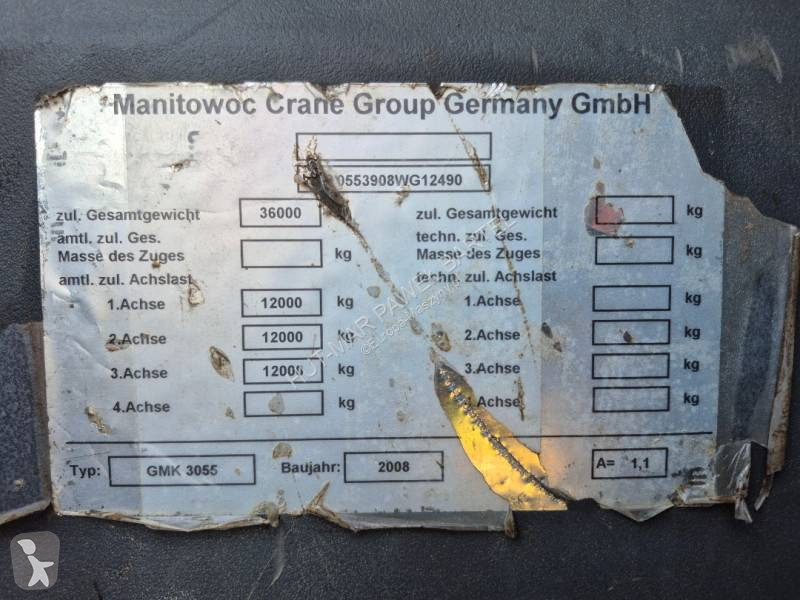 Manitowoc Crane Group Germany GmbH
0553908WG12490
zul. Gesamtgewicht 36000 kg zul. Gesamtgewicht kg
amtl. zul. Ges. techn. zul. Ges.
Masse des Zuges kg Masse des Zuges kg
amtl. zul. Achslast techn. zul. Achslast
1.Achse 12000 kg 1.Achse kg
2.Achse 12000 kg 2.Achse kg
3.Achse 12000 kg 3.Achse kg
4.Achse kg Achse kg
Typ: GMK 3055 Baujahr: 2008 A= 1,1